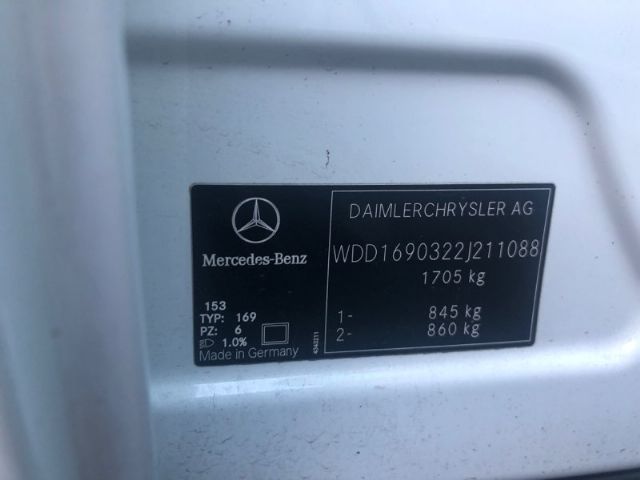 Mercedes-Benz
153
TYP: 169
PZ: 6
1.0%
Made in Germany
4342211
DAIMLERCHRYSLER AG
WDD1690322J211088
1705 kg
1- 845 kg
2- 860 kg